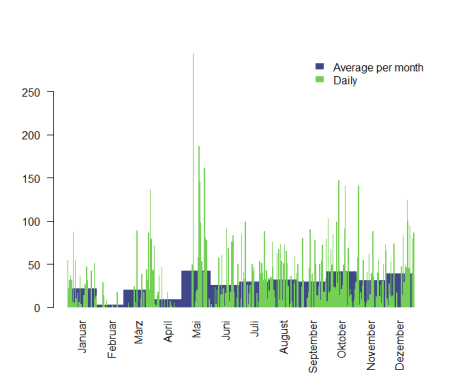 Average per month
Daily
250
200
150
100
50
0
Januar
Februar
März
April
Mai
Juni
Juli
August
September
Oktober
November
Dezember